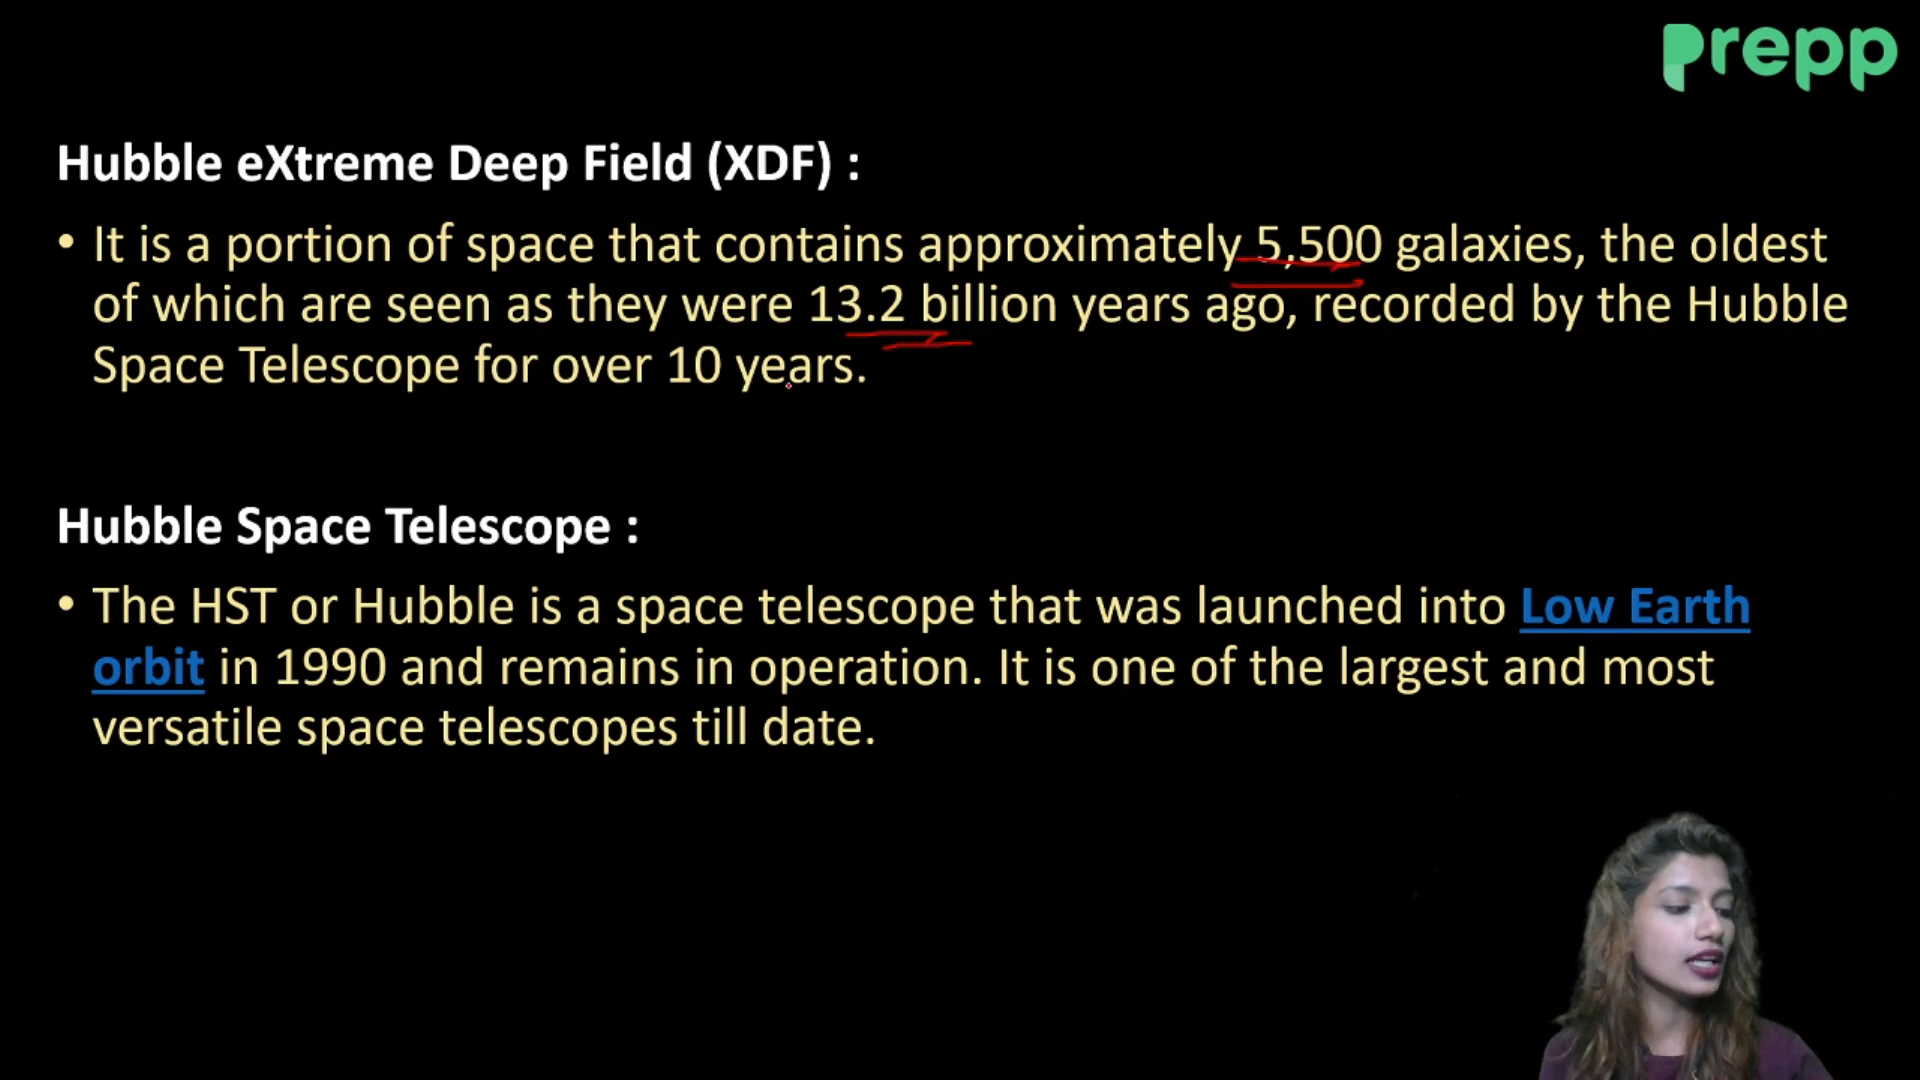 prepp
Hubble eXtreme Deep Field (XDF) :
• It is a portion of space that contains approximately 5,500 galaxies, the oldest
of which are seen as they were 13.2 billion years ago, recorded by the Hubble
Space Telescope for over 10 years.
Hubble Space Telescope :
• The HST or Hubble is a space telescope that was launched into Low Earth
orbit in 1990 and remains in operation. It is one of the largest and most
versatile space telescopes till date.